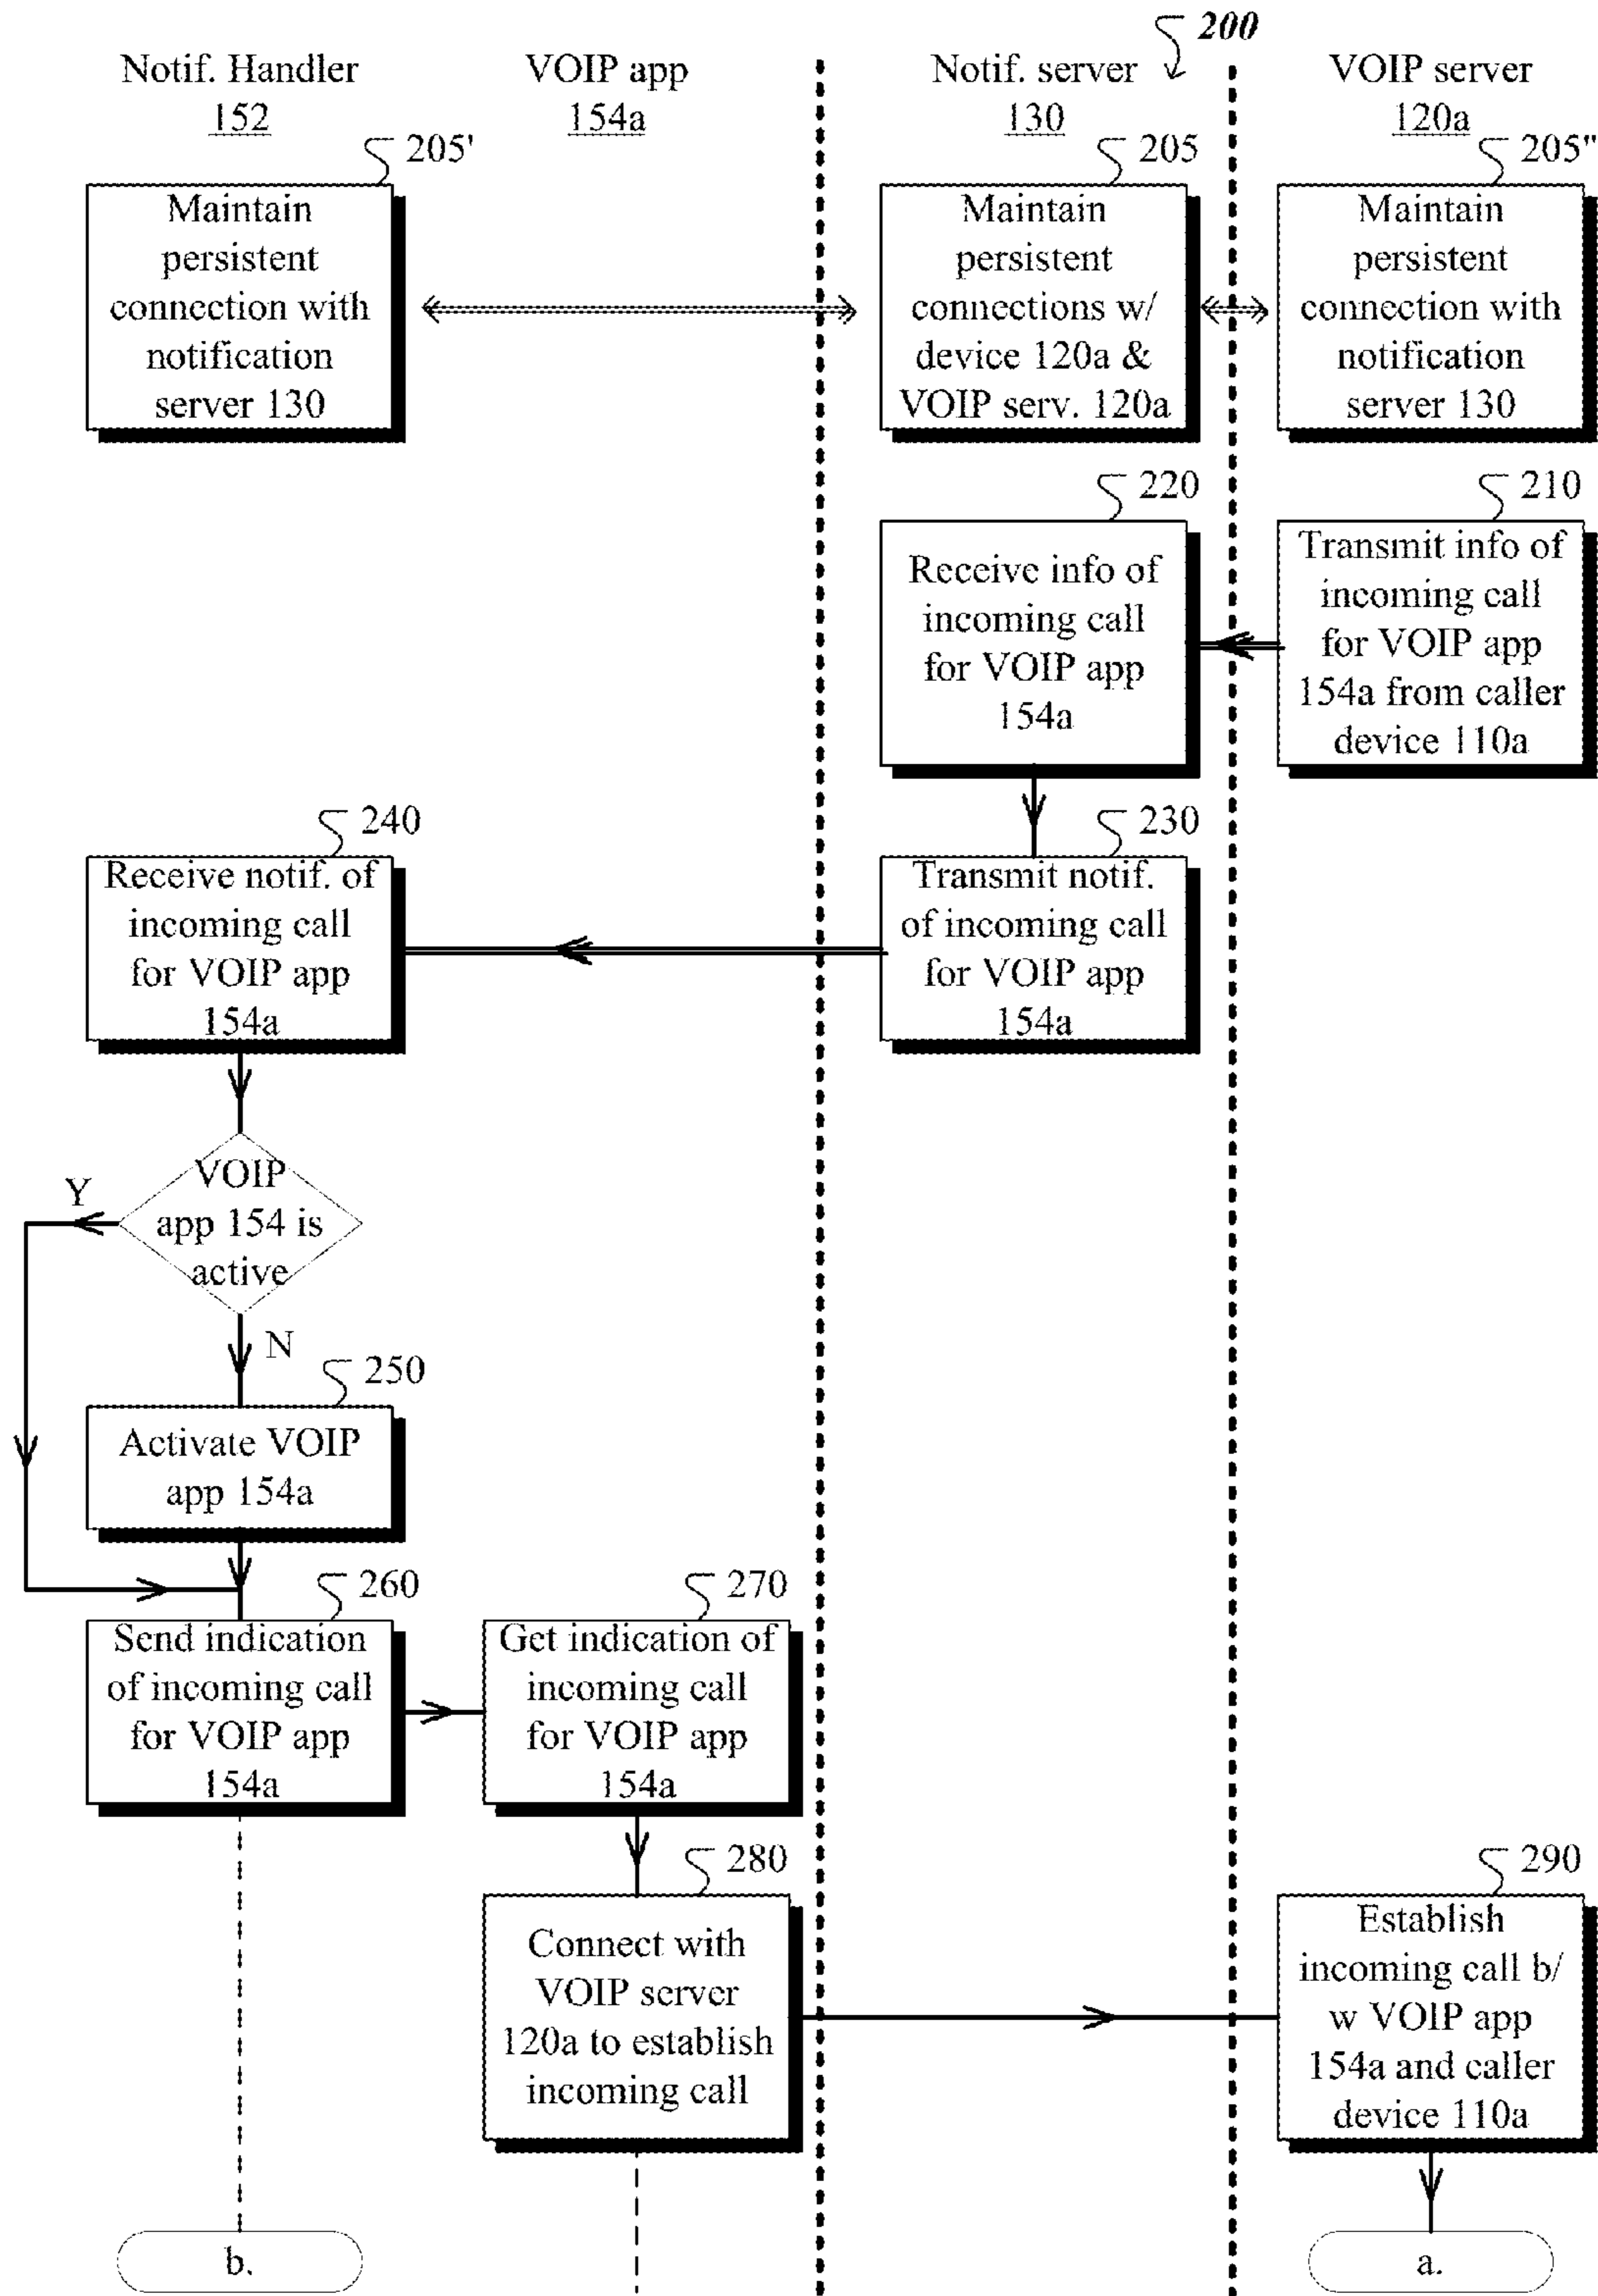 200
Notif. Handler
152
VOIP app
154a
Notif. server
130
VOIP server
120a
205'
Maintain
persistent
connection with
notification
server 130
205
Maintain
persistent
connections w/
device 120a &
VOIP serv. 120a
205"
Maintain
persistent
connection with
notification
server 130
220
Receive info of
incoming call
for VOIP app
154a
210
Transmit info of
incoming call
for VOIP app
154a from caller
device 110a
240
Receive notif. of
incoming call
for VOIP app
154a
230
Transmit notif.
of incoming call
for VOIP app
154a
VOIP
app 154 is
active
Y
N
250
Activate VOIP
app 154a
260
Send indication
of incoming call
for VOIP app
154a
270
Get indication of
incoming call
for VOIP app
154a
280
Connect with
VOIP server
120a to establish
incoming call
290
Establish
incoming call b/
w VOIP app
154a and caller
device 110a
b.
a.